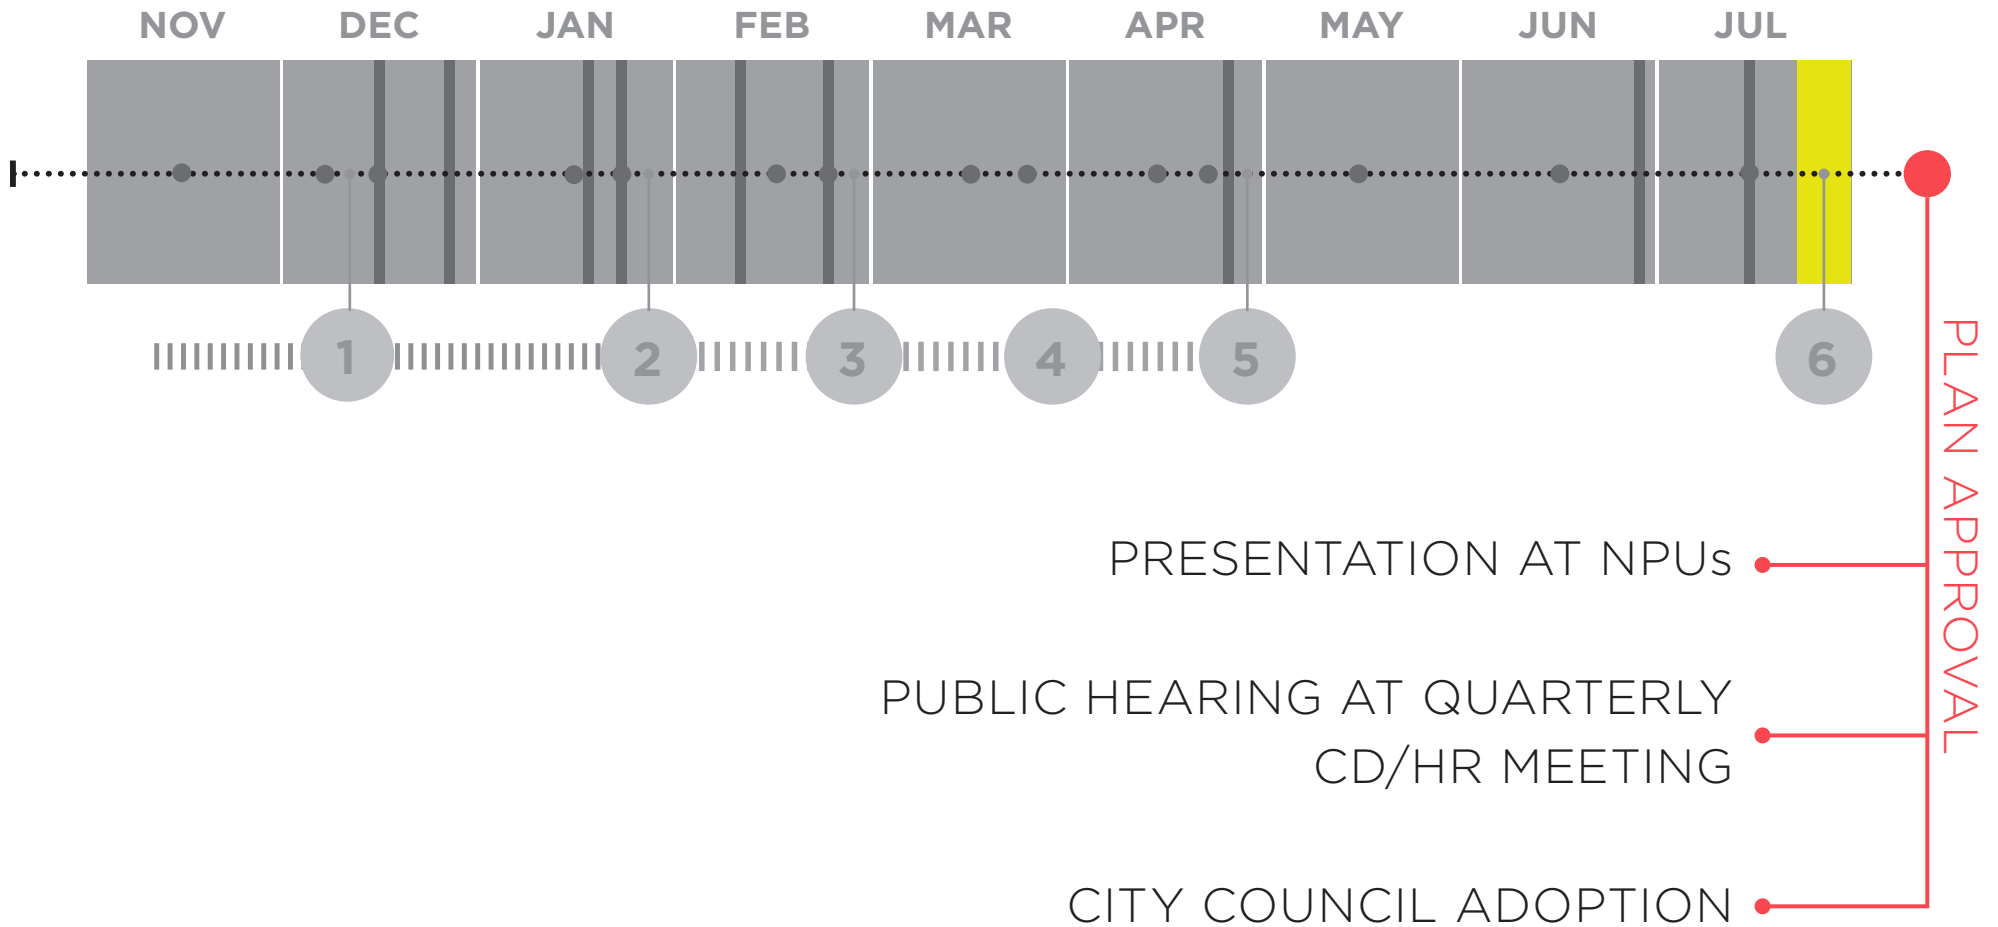 NOV DEC JAN FEB MAR APR MAY JUN JUL
1 2 3 4 5 6
PLAN APPROVAL
PRESENTATION AT NPUs
PUBLIC HEARING AT QUARTERLY
CD/HR MEETING
CITY COUNCIL ADOPTION